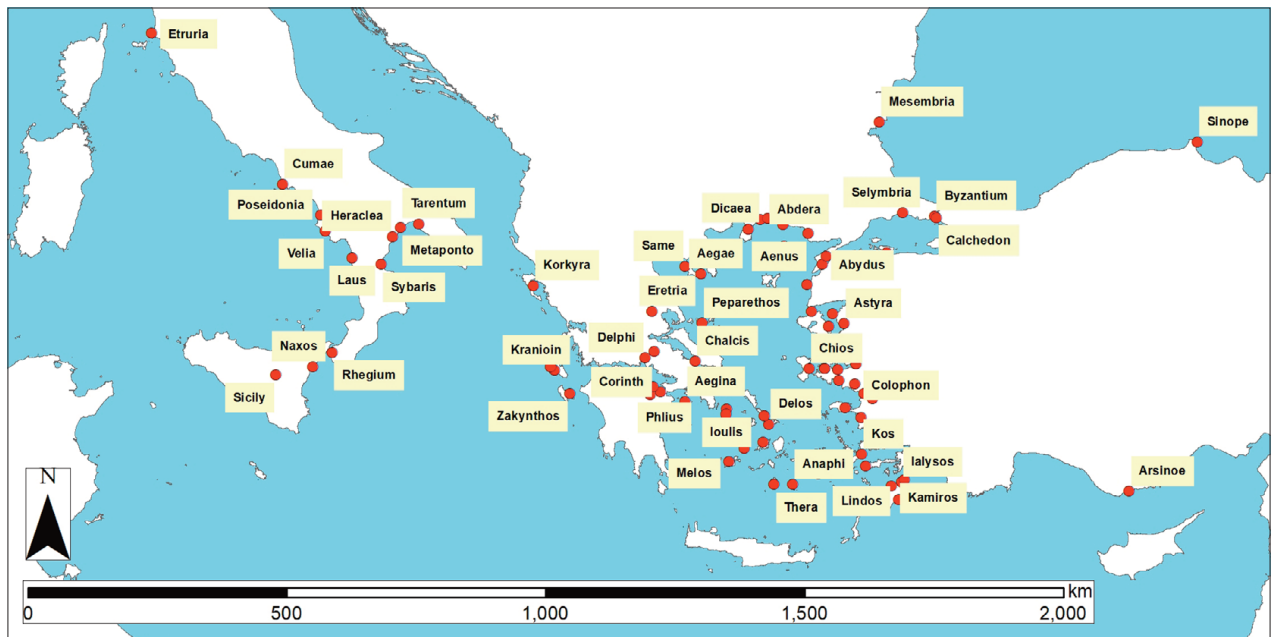 Etruria
Mesembria
Sinope
Cumae
Selymbria
Byzantium
Poseidonia
Heraclea
Tarentum
Dicaea
Abdera
Velia
Metaponto
Calchedon
Same
Aegae
Aenus
Abydus
Korkyra
Laus
Sybaris
Eretria
Peparethos
Astyra
Naxos
Delphi
Chalcis
Chios
Kranioin
Rhegium
Corinth
Aegina
Colophon
Sicily
Zakynthos
Phlius
Delos
Ioulis
Kos
Melos
Anaphi
Ialysos
Arsinoe
N
Thera
Lindos
Kamiros
km
0 500 1,000 1,500 2,000